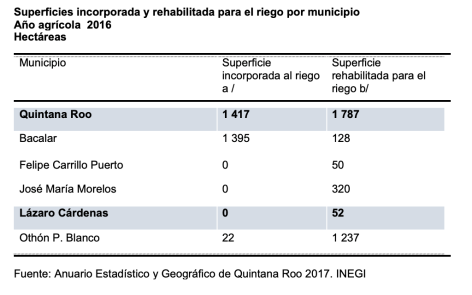 Superficies incorporada y rehabilitada para el riego por municipio
Año agrícola 2016
Hectáreas
Municipio Superficie incorporada al riego a / Superficie rehabilitada para el riego b/
Quintana Roo 1 417 1 787
Bacalar 1 395 128
Felipe Carrillo Puerto 0 50
José María Morelos 0 320
Lázaro Cárdenas 0 52
Othón P. Blanco 22 1 237
Fuente: Anuario Estadístico y Geográfico de Quintana Roo 2017. INEGI